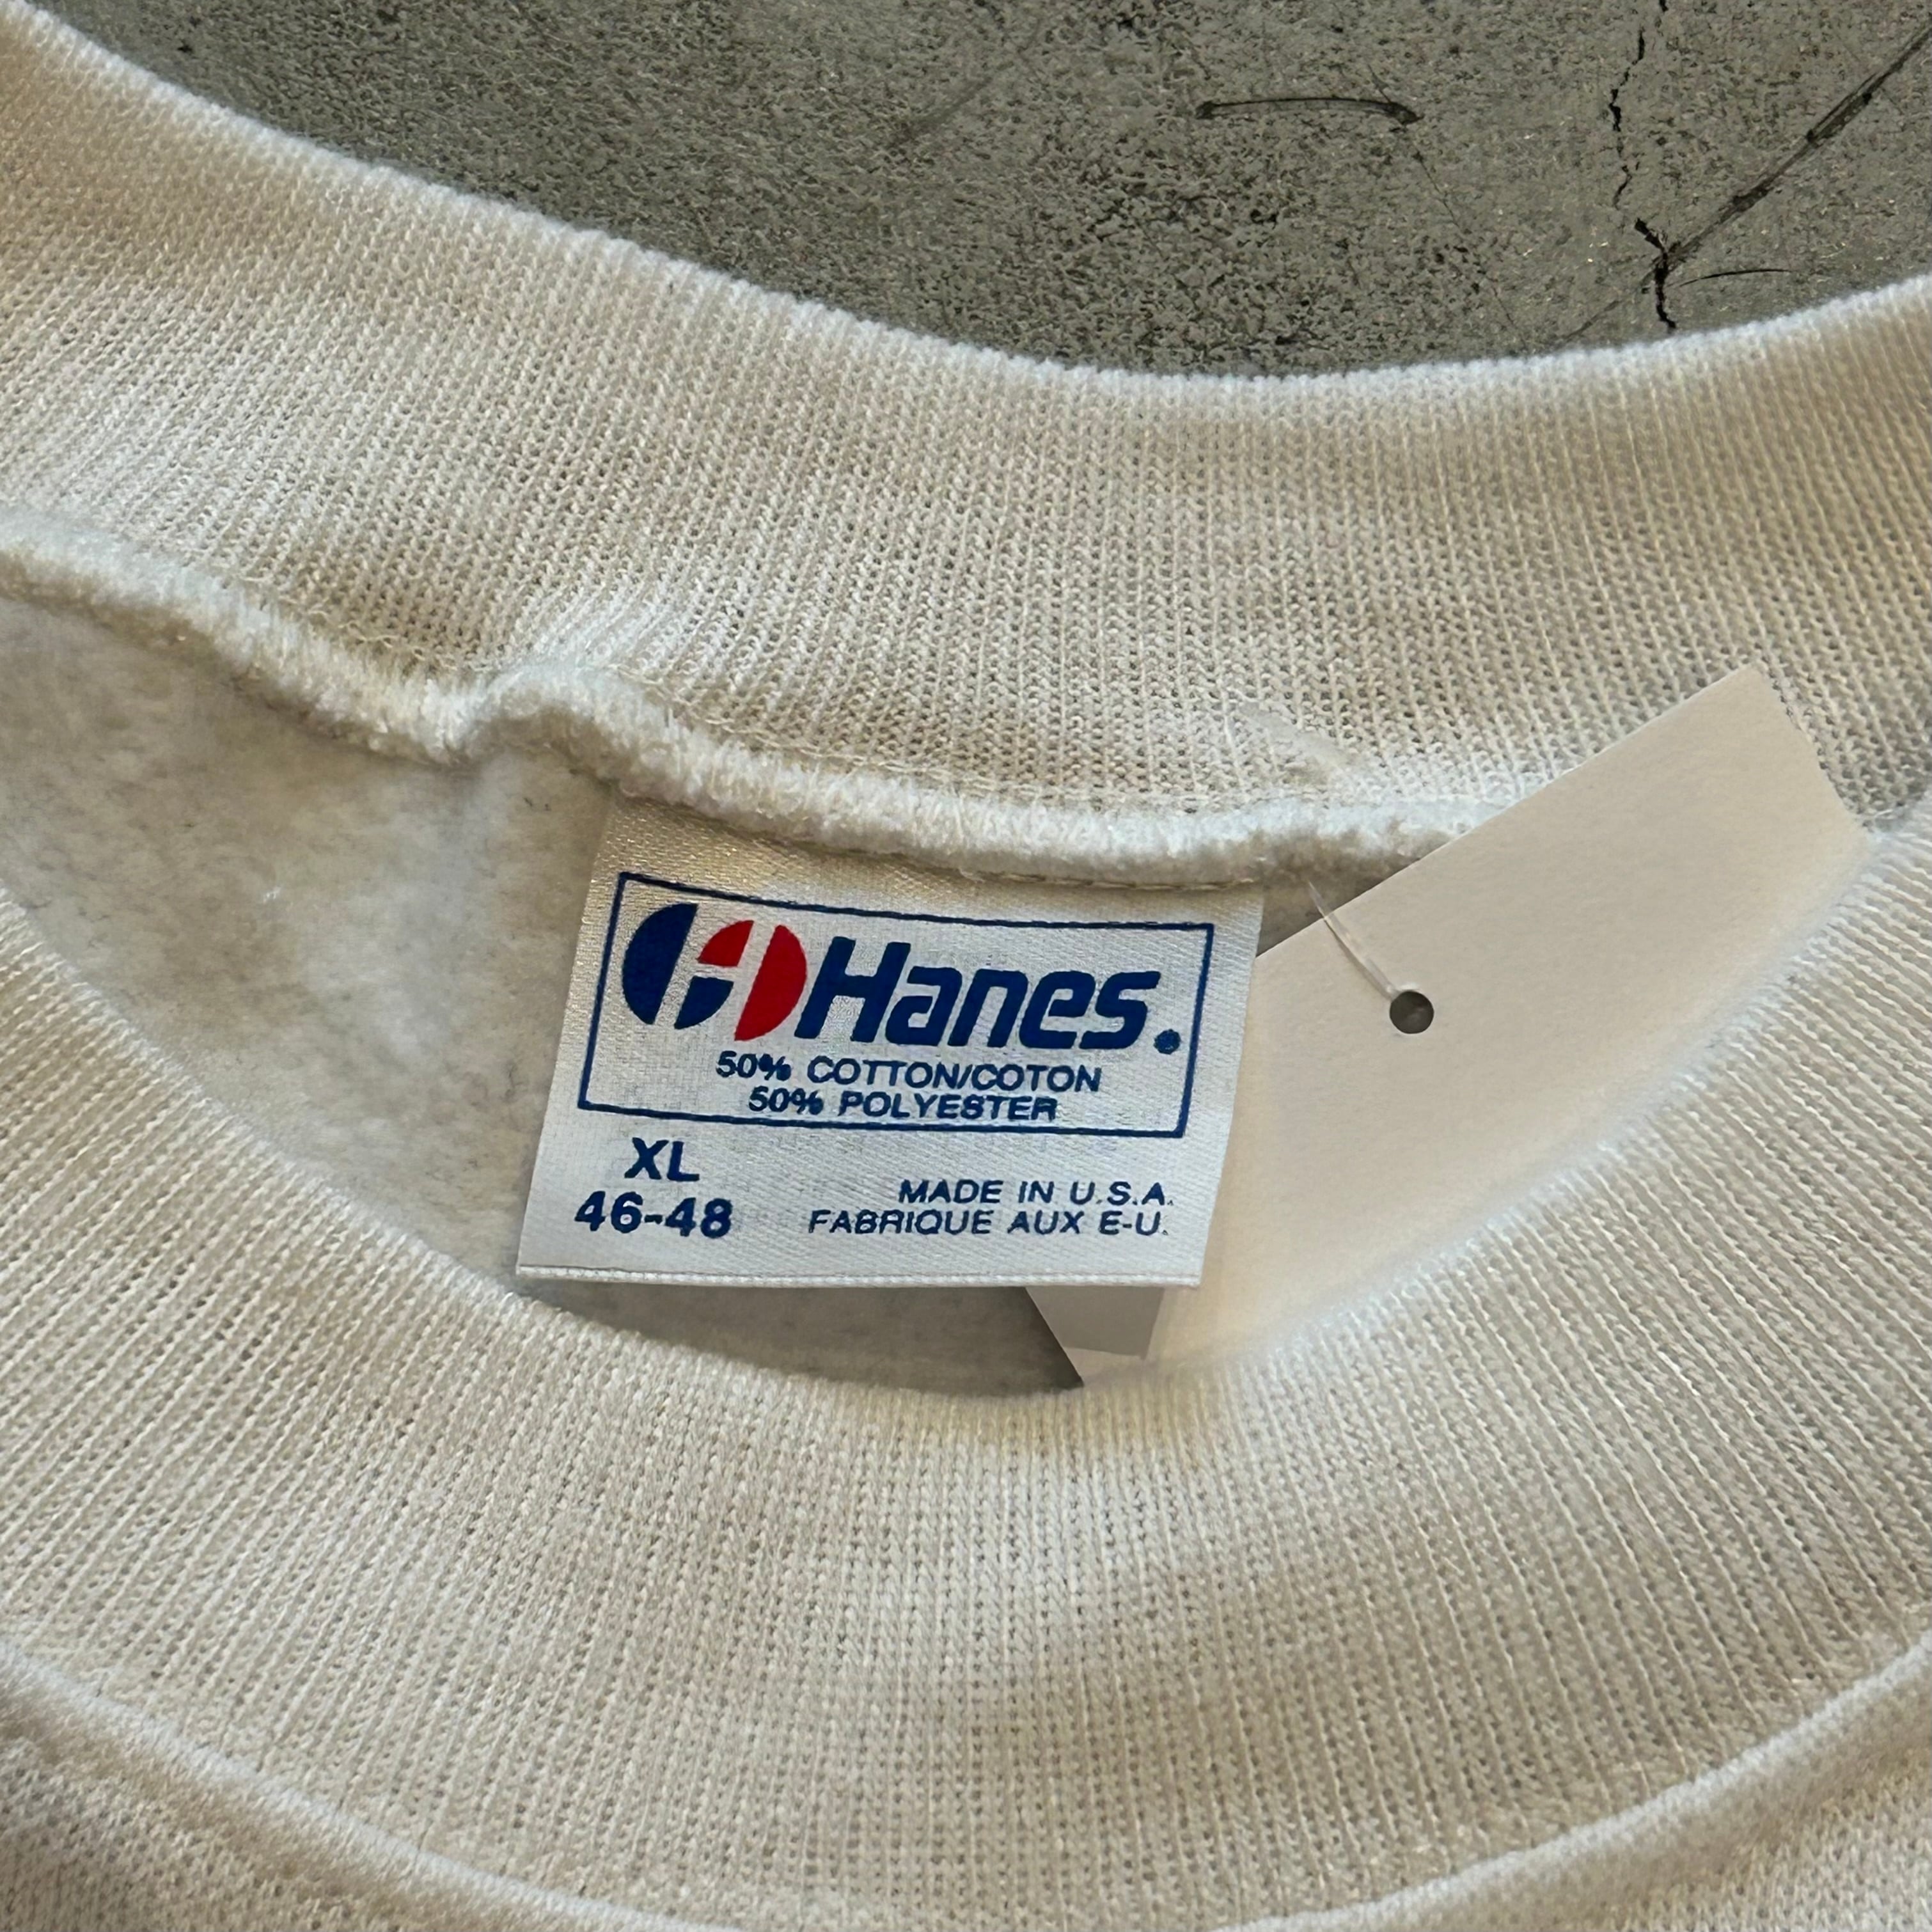 Hanes.
50% COTTON/COTON
50% POLYESTER
XL
46-48
MADE IN U.S.A.
FABRIQUE AUX E-U.